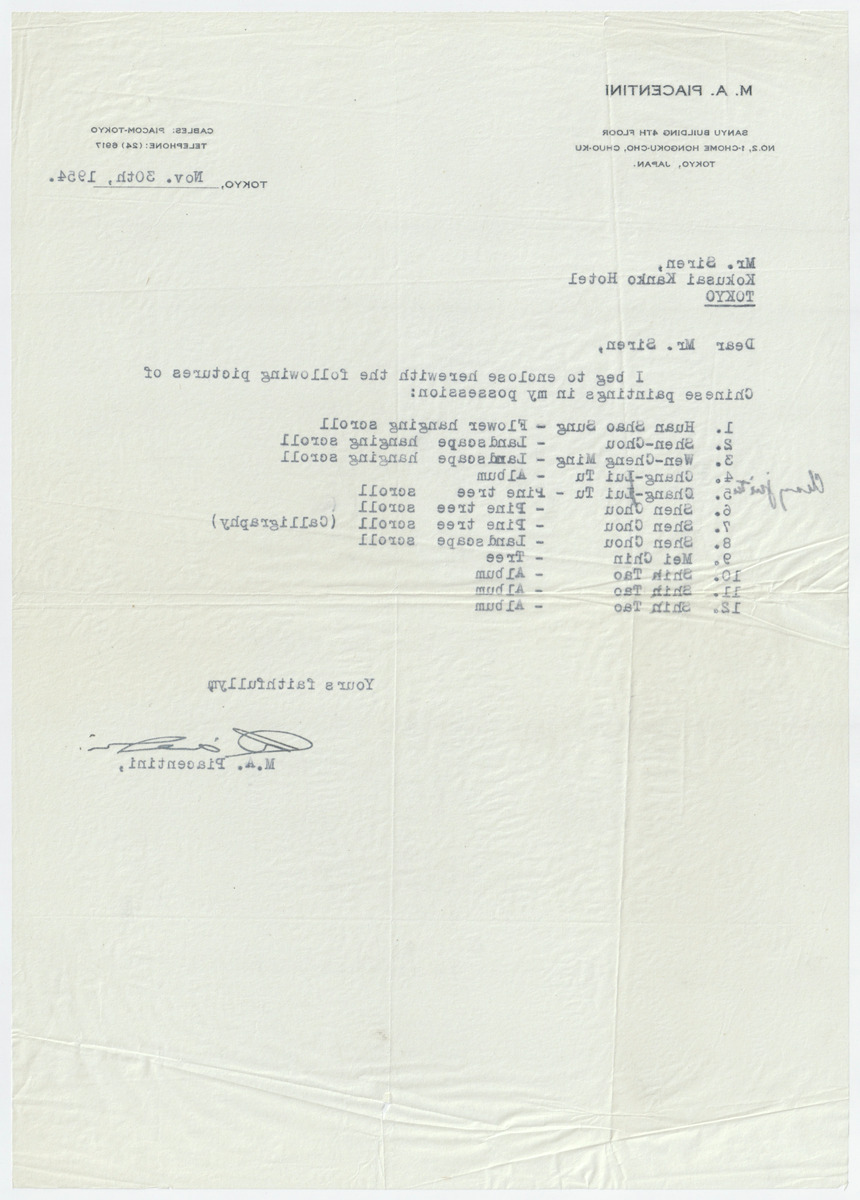 M. A. PIACENTINI
SANYU BUILDING 4TH FLOOR
NO.2, 1-CHOME HONGOKU-CHO, CHUO-KU
TOKYO, JAPAN.
CABLES: PIACOM-TOKYO
TELEPHONE: (24) 6917
TOKYO, Nov. 30th, 1954.
Mr. Siren,
Kokusai Kanko Hotel
TOKYO
Dear Mr. Siren,
I beg to enclose herewith the following pictures of
Chinese paintings in my possession:
1. Huan Shao Sung - Flower hanging scroll
2. Shen-Chou - Landscape hanging scroll
3. Wen-Cheng Ming - Landscape hanging scroll
4. Chang-Lui Tu - Album
5. Chang-Lui Tu - Pine tree scroll
6. Shen Chou - Pine tree scroll
7. Shen Chou - Pine tree scroll (Calligraphy)
8. Shen Chou - Landscape scroll
9. Mei Chin - Tree
10. Shih Tao - Album
11. Shih Tao - Album
12. Shih Tao - Album
Yours faithfullym
M.A. Piacentini,